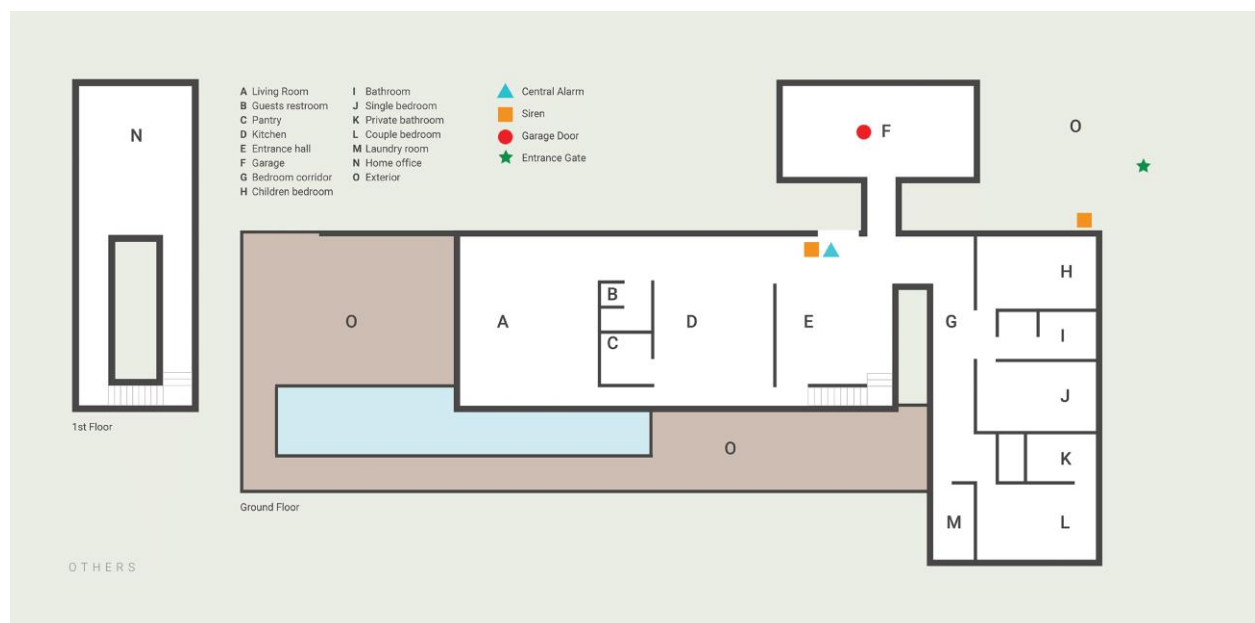 A Living Room
B Guests restroom
C Pantry
D Kitchen
E Entrance hall
F Garage
G Bedroom corridor
H Children bedroom
I Bathroom
J Single bedroom
K Private bathroom
L Couple bedroom
M Laundry room
N Home office
O Exterior
Central Alarm
Siren
Garage Door
Entrance Gate
N
1st Floor
F
O
H
B
O
A
D
E
G
I
C
J
O
K
M
L
Ground Floor
OTHERS